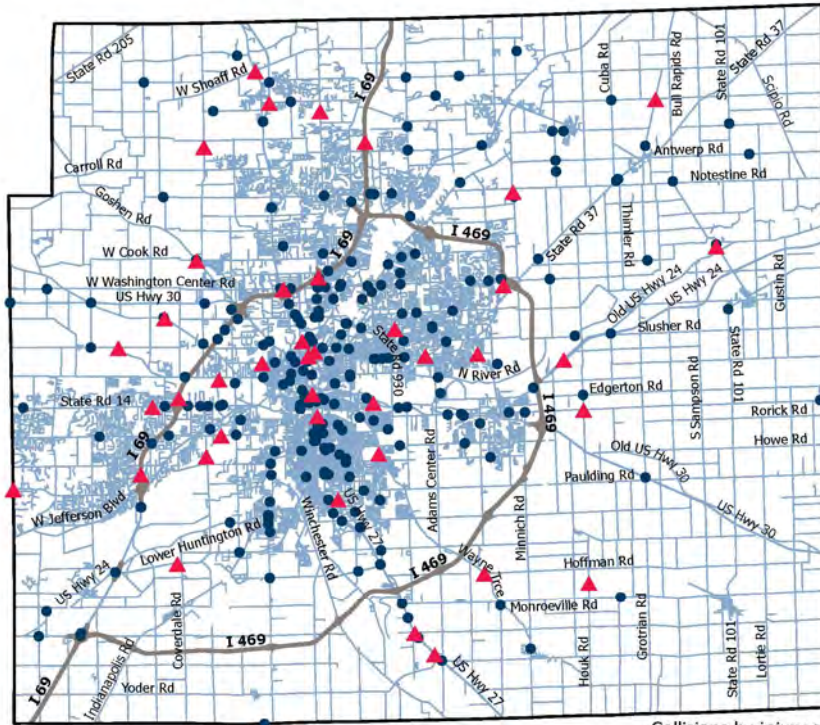 State Rd 205
W Shoaff Rd
I 69
Cuba Rd
Bull Rapids Rd
State Rd 101
State Rd 37
Scipio Rd
Carroll Rd
Antwerp Rd
Notestine Rd
Goshen Rd
I 469
State Rd 37
Thimler Rd
W Cook Rd
I 69
W Washington Center Rd
US Hwy 30
Old US Hwy 24
US Hwy 24
Gustin Rd
Slusher Rd
State Rd 930
State Rd 101
N River Rd
S Sampson Rd
Edgerton Rd
State Rd 14
Rorick Rd
I 469
Howe Rd
I 69
Adams Center Rd
Old US Hwy 30
Paulding Rd
W Jefferson Blvd
US Hwy 27
Winchester Rd
Minnich Rd
US Hwy 30
Lower Huntington Rd
Hoffman Rd
Wayne Trce
US Hwy 24
I 469
Monroeville Rd
Coverdale Rd
I 469
Houk Rd
Grotrian Rd
State Rd 101
Lortie Rd
Indianapolis Rd
US Hwy 27
I 69
Yoder Rd